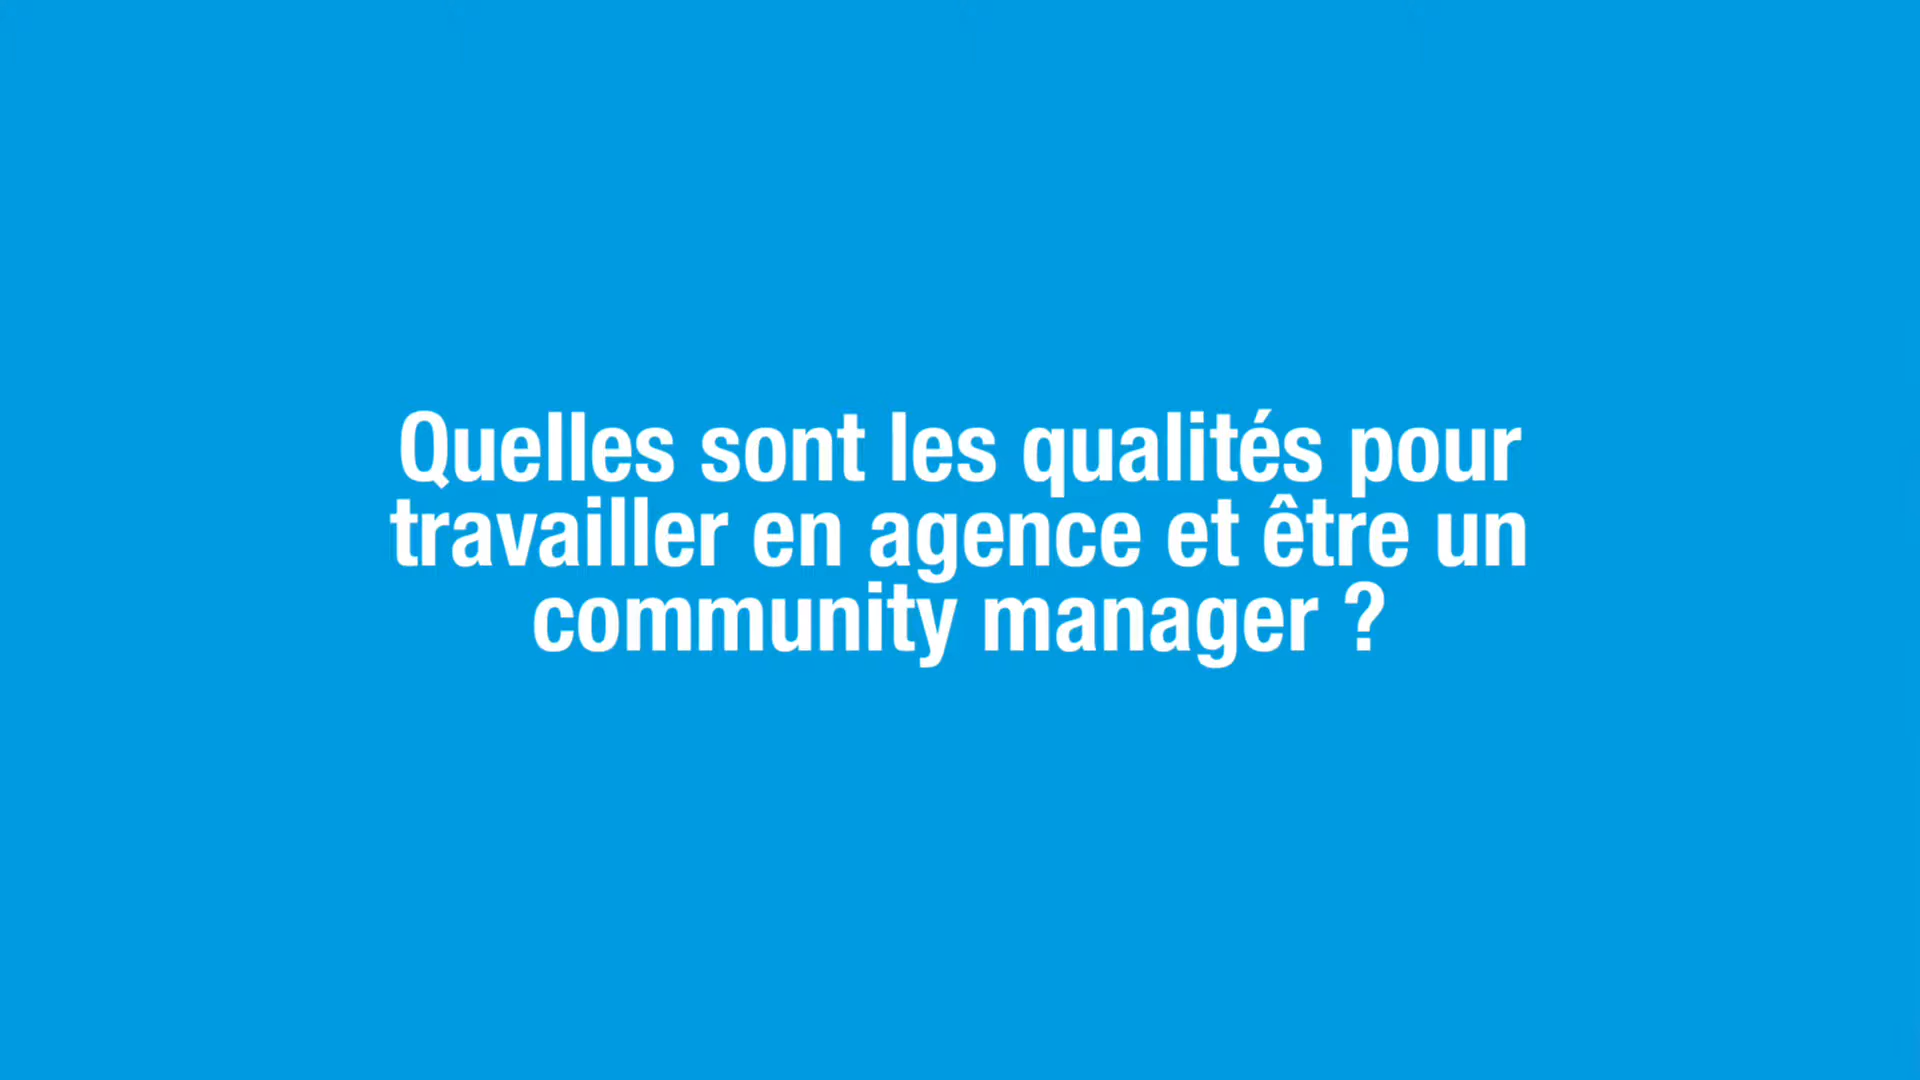 Quelles sont les qualités pour
travailler en agence et être un
community manager ?